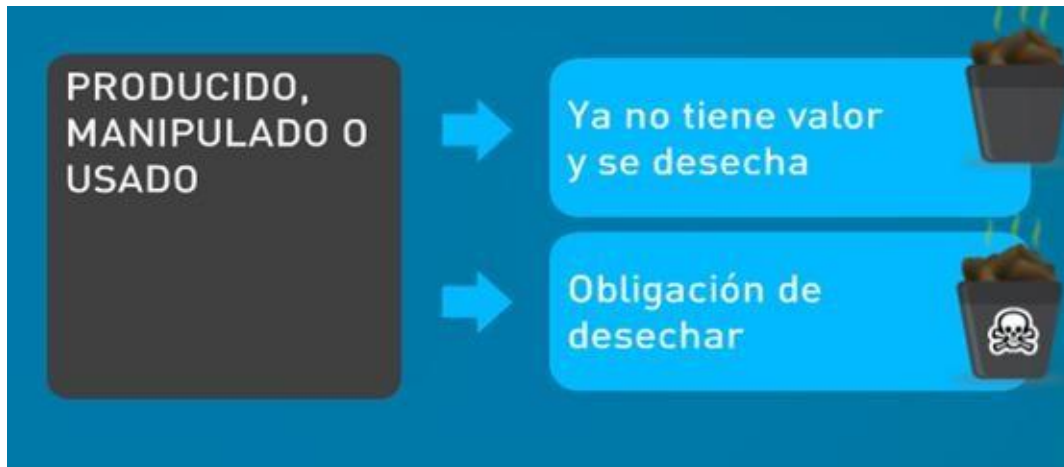 PRODUCIDO,
MANIPULADO O
USADO
Ya no tiene valor
y se desecha
Obligación de
desechar